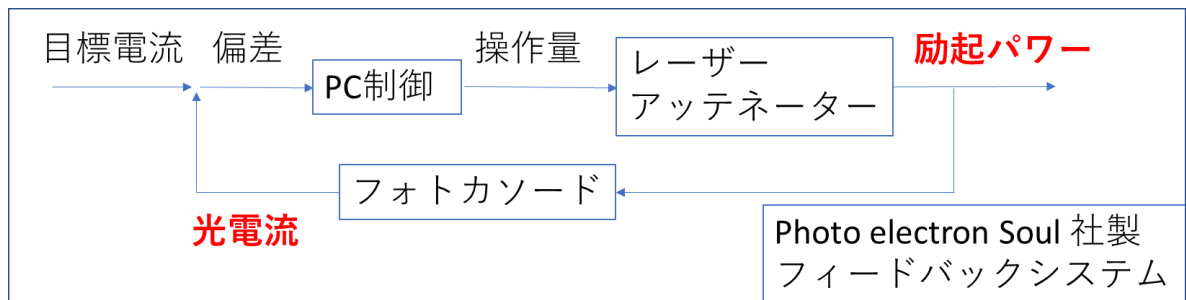 目標電流
偏差
PC制御
操作量
レーザー
アッテネーター
励起パワー
フォトカソード
光電流
Photo electron Soul 社製
フィードバックシステム